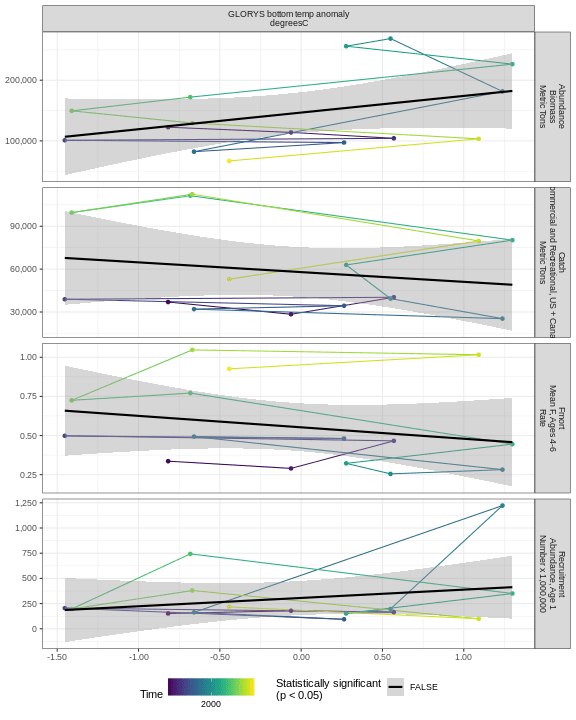 GLORYS bottom temp anomaly
degreesC
200,000
100,000
Abundance
Biomass
Metric Tons
90,000
60,000
30,000
Catch
ommercial and Recreational, US + Cana
Metric Tons
1.00
0.75
0.50
0.25
Fmort
Mean F, Ages 4-6
Rate
1,250
1,000
750
500
250
0
Recruitment
Abundance, Age 1
Number x 1,000,000
-1.50
-1.00
0.00
0.50
1.00
Time
2000
Statistically significant
(p < 0.05)
FALSE